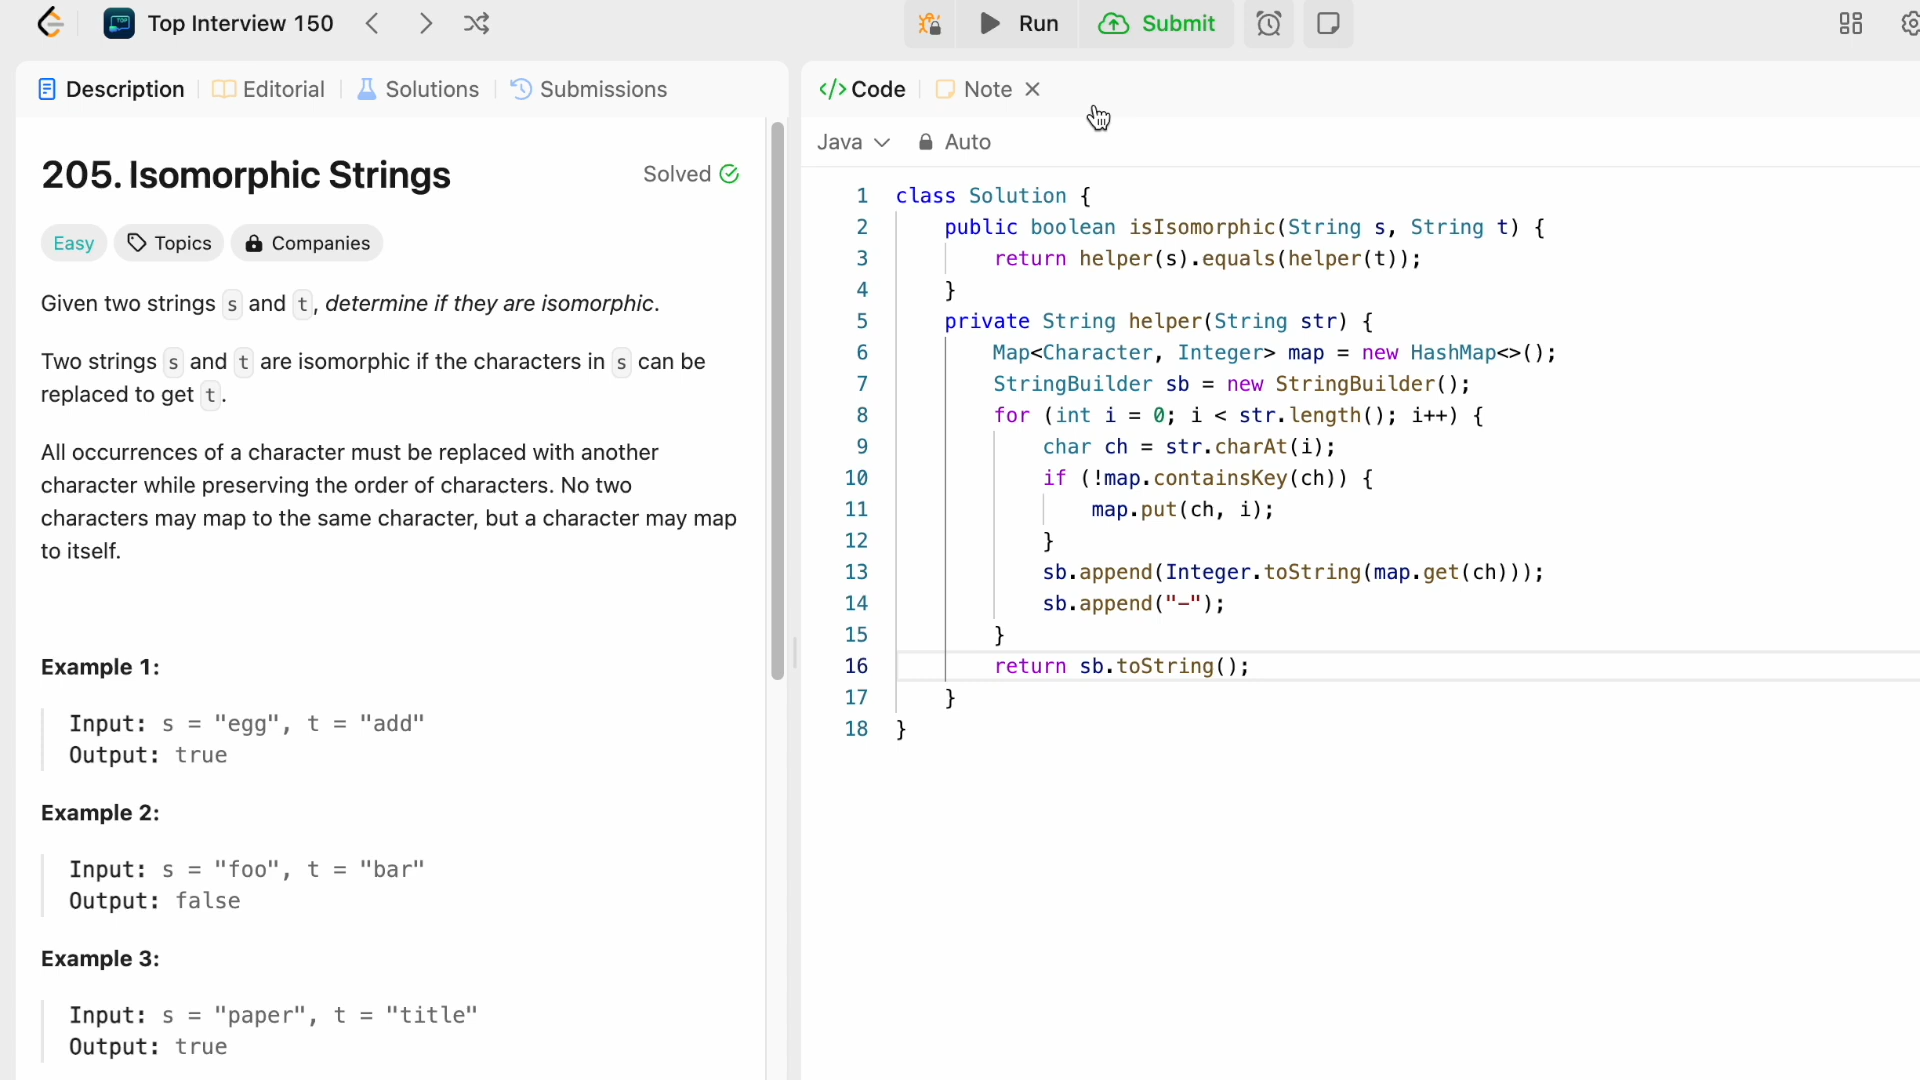 Top Interview 150
Run
Submit
Description
Editorial
Solutions
Submissions
Code
Note
Java
Auto
205. Isomorphic Strings
Solved
Easy
Topics
Companies
Given two strings s and t, determine if they are isomorphic.
Two strings s and t are isomorphic if the characters in s can be
replaced to get t.
All occurrences of a character must be replaced with another
character while preserving the order of characters. No two
characters may map to the same character, but a character may map
to itself.
Example 1:
Input: s = "egg", t = "add"
Output: true
Example 2:
Input: s = "foo", t = "bar"
Output: false
Example 3:
Input: s = "paper", t = "title"
Output: true
1 class Solution {
2 public boolean isIsomorphic(String s, String t) {
3 return helper(s).equals(helper(t));
4 }
5 private String helper(String str) {
6 Map<Character, Integer> map = new HashMap<>();
7 StringBuilder sb = new StringBuilder();
8 for (int i = 0; i < str.length(); i++) {
9 char ch = str.charAt(i);
10 if (!map.containsKey(ch)) {
11 map.put(ch, i);
12 }
13 sb.append(Integer.toString(map.get(ch)));
14 sb.append("-");
15 }
16 return sb.toString();
17 }
18 }